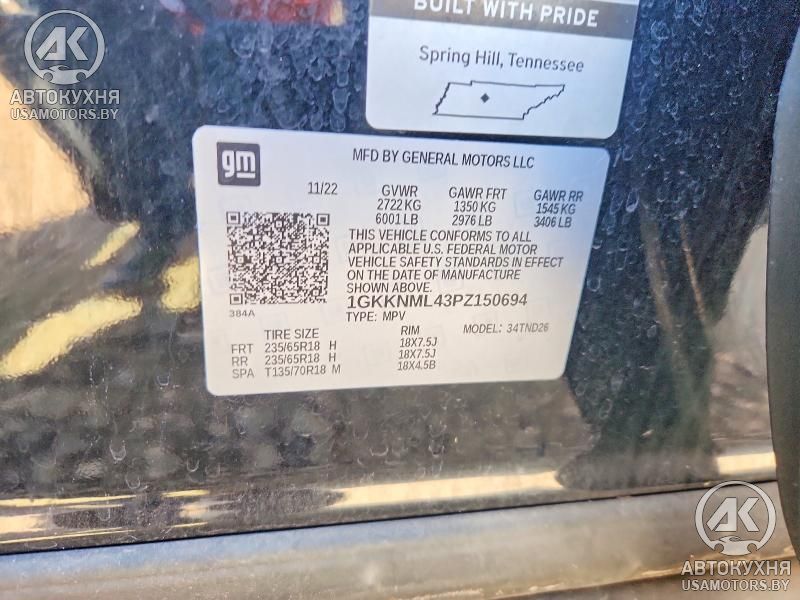 BUILT WITH PRIDE
Spring Hill, Tennessee
AK
АВТОКУХНЯ
USAMOTORS.BY
gm
MFD BY GENERAL MOTORS LLC
11/22 GVWR GAWR FRT GAWR RR
2722 KG 1350 KG 1545 KG
6001 LB 2976 LB 3406 LB
THIS VEHICLE CONFORMS TO ALL
APPLICABLE U.S. FEDERAL MOTOR
VEHICLE SAFETY STANDARDS IN EFFECT
ON THE DATE OF MANUFACTURE
SHOWN ABOVE.
384A
1GKKNML43PZ150694
TYPE: MPV MODEL: 34TND26
TIRE SIZE RIM
FRT 235/65R18 H 18X7.5J
RR 235/65R18 H 18X7.5J
SPA T135/70R18 M 18X4.5B
AK
АВТОКУХНЯ
USAMOTORS.BY